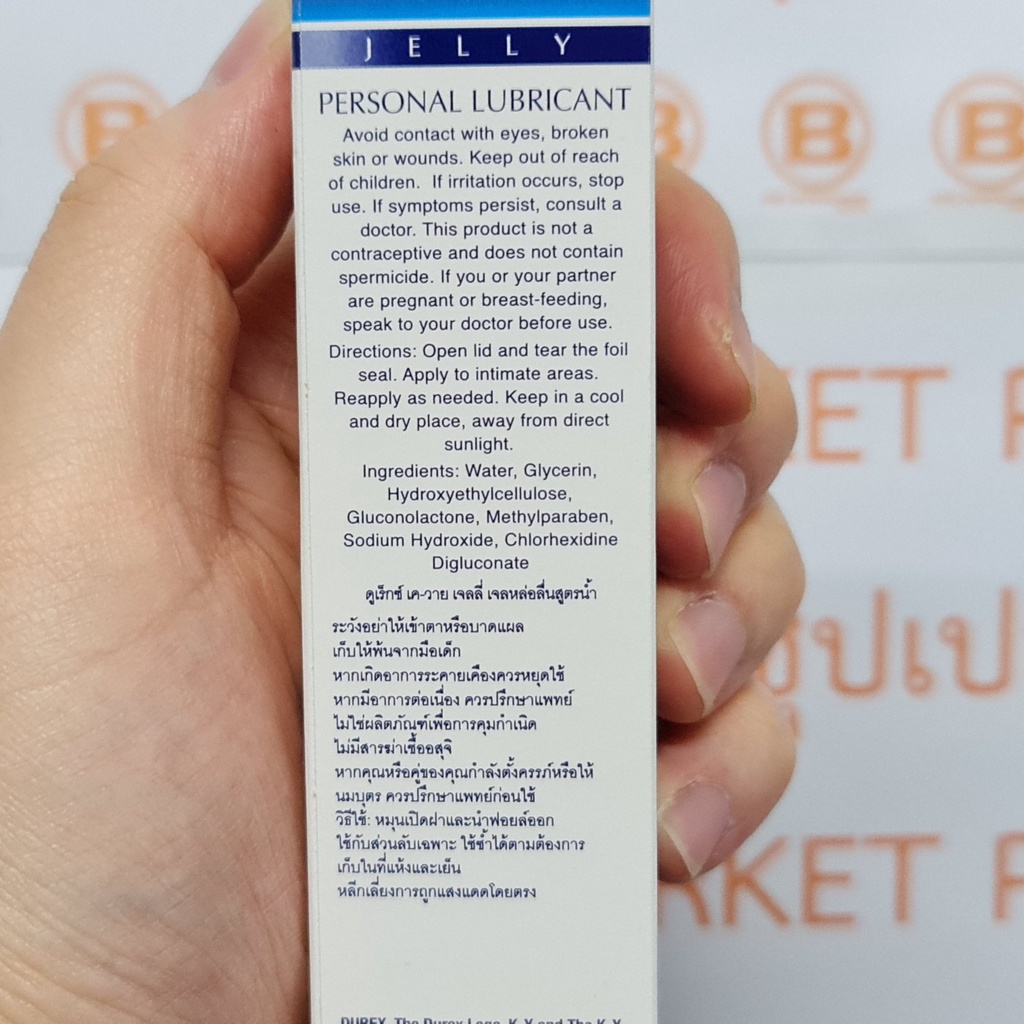 JELLY
PERSONAL LUBRICANT
Avoid contact with eyes, broken
skin or wounds. Keep out of reach
of children. If irritation occurs, stop
use. If symptoms persist, consult a
doctor. This product is not a
contraceptive and does not contain
spermicide. If you or your partner
are pregnant or breast-feeding,
speak to your doctor before use.
Directions: Open lid and tear the foil
seal. Apply to intimate areas.
Reapply as needed. Keep in a cool
and dry place, away from direct
sunlight.
Ingredients: Water, Glycerin,
Hydroxyethylcellulose,
Gluconolactone, Methylparaben,
Sodium Hydroxide, Chlorhexidine
Digluconate
ดูเร็กซ์ เค-วาย เจลลี่ เจลหล่อลื่นสูตรน้ำ
ระวังอย่าให้เข้าตาหรือบาดแผล
เก็บให้พ้นจากมือเด็ก
หากเกิดอาการระคายเคืองควรหยุดใช้
หากมีอาการต่อเนื่อง ควรปรึกษาแพทย์
ไม่ใช่ผลิตภัณฑ์เพื่อการคุมกำเนิด
ไม่มีสารฆ่าเชื้ออสุจิ
หากคุณหรือคู่ของคุณกำลังตั้งครรภ์หรือให้
นมบุตร ควรปรึกษาแพทย์ก่อนใช้
วิธีใช้: หมุนเปิดฝาและนำฟอยล์ออก
ใช้กับส่วนลับเฉพาะ ใช้ซ้ำได้ตามต้องการ
เก็บในที่แห้งและเย็น
หลีกเลี่ยงการถูกแสงแดดโดยตรง
DUREX, The Durex Logo, K-Y and The K-Y
B
B
B
B
KET P
RKET P